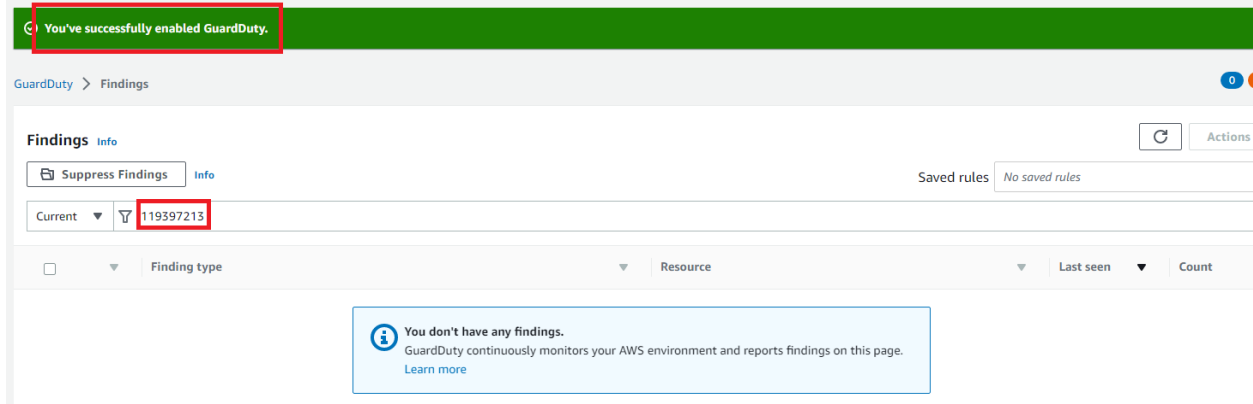 You've successfully enabled GuardDuty.
GuardDuty > Findings
0
Findings Info
Actions
Suppress Findings Info
Saved rules No saved rules
Current 119397213
Finding type Resource Last seen Count
You don't have any findings.
GuardDuty continuously monitors your AWS environment and reports findings on this page.
Learn more